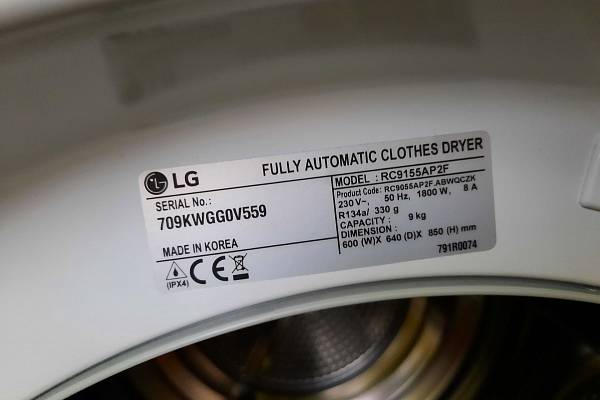 LG
FULLY AUTOMATIC CLOTHES DRYER
SERIAL No.:
709KWGG0V559
MADE IN KOREA
(IPX4)
CE
MODEL : RC9155AP2F
Product Code: RC9055AP2F.ABWQCZK
230 V~, 50 Hz, 1800 W, 8 A
R134a/ 330 g
CAPACITY : 9 kg
DIMENSION :
600 (W)X 640 (D)X 850 (H) mm
791R0074